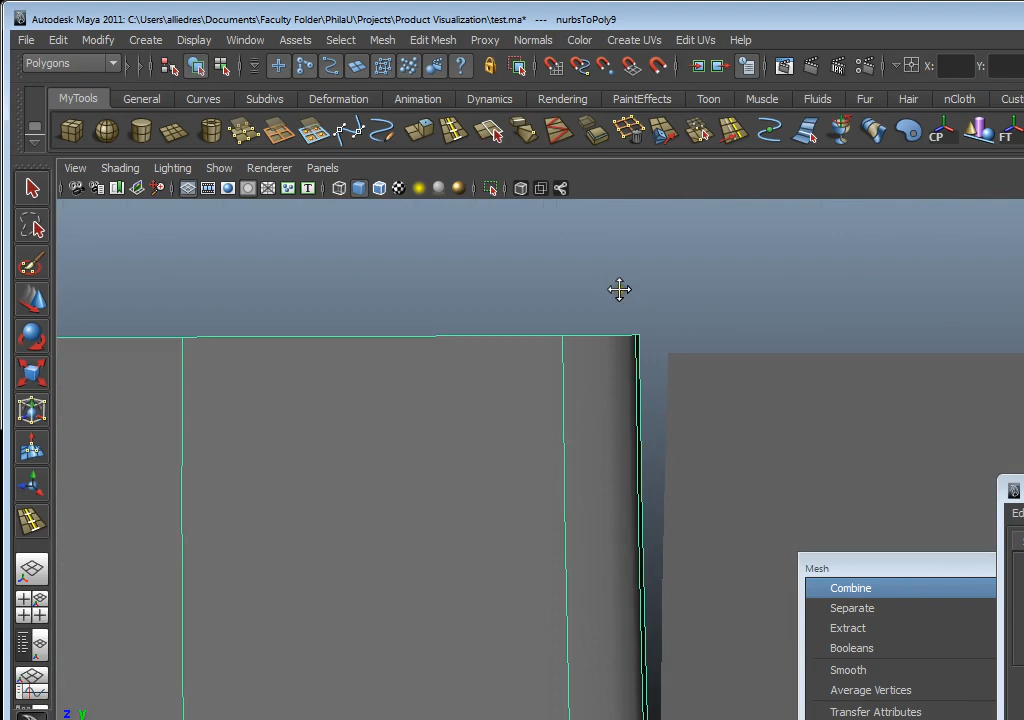 Autodesk Maya 2011: C:\Users\alliedres\Documents\Faculty Folder\PhilaU\Projects\Product Visualization\test.ma* --- nurbsToPoly9
File Edit Modify Create Display Window Assets Select Mesh Edit Mesh Proxy Normals Color Create UVs Edit UVs Help
Polygons X: Y:
MyTools General Curves Subdivs Deformation Animation Dynamics Rendering PaintEffects Toon Muscle Fluids Fur Hair nCloth Cust
CP FT
View Shading Lighting Show Renderer Panels
Ed
Mesh
Combine
Separate
Extract
Booleans
Smooth
Average Vertices
Transfer Attributes
z y